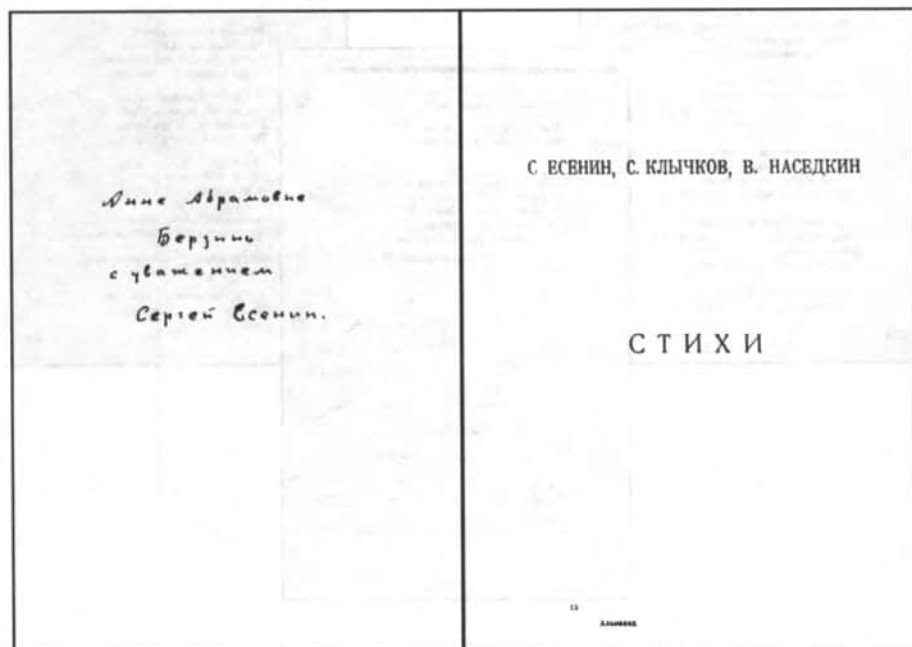 Анне Абрамовне
Берзинь
с уважением
Сергей Есенин.
С. ЕСЕНИН, С. КЛЫЧКОВ, В. НАСЕДКИН
СТИХИ